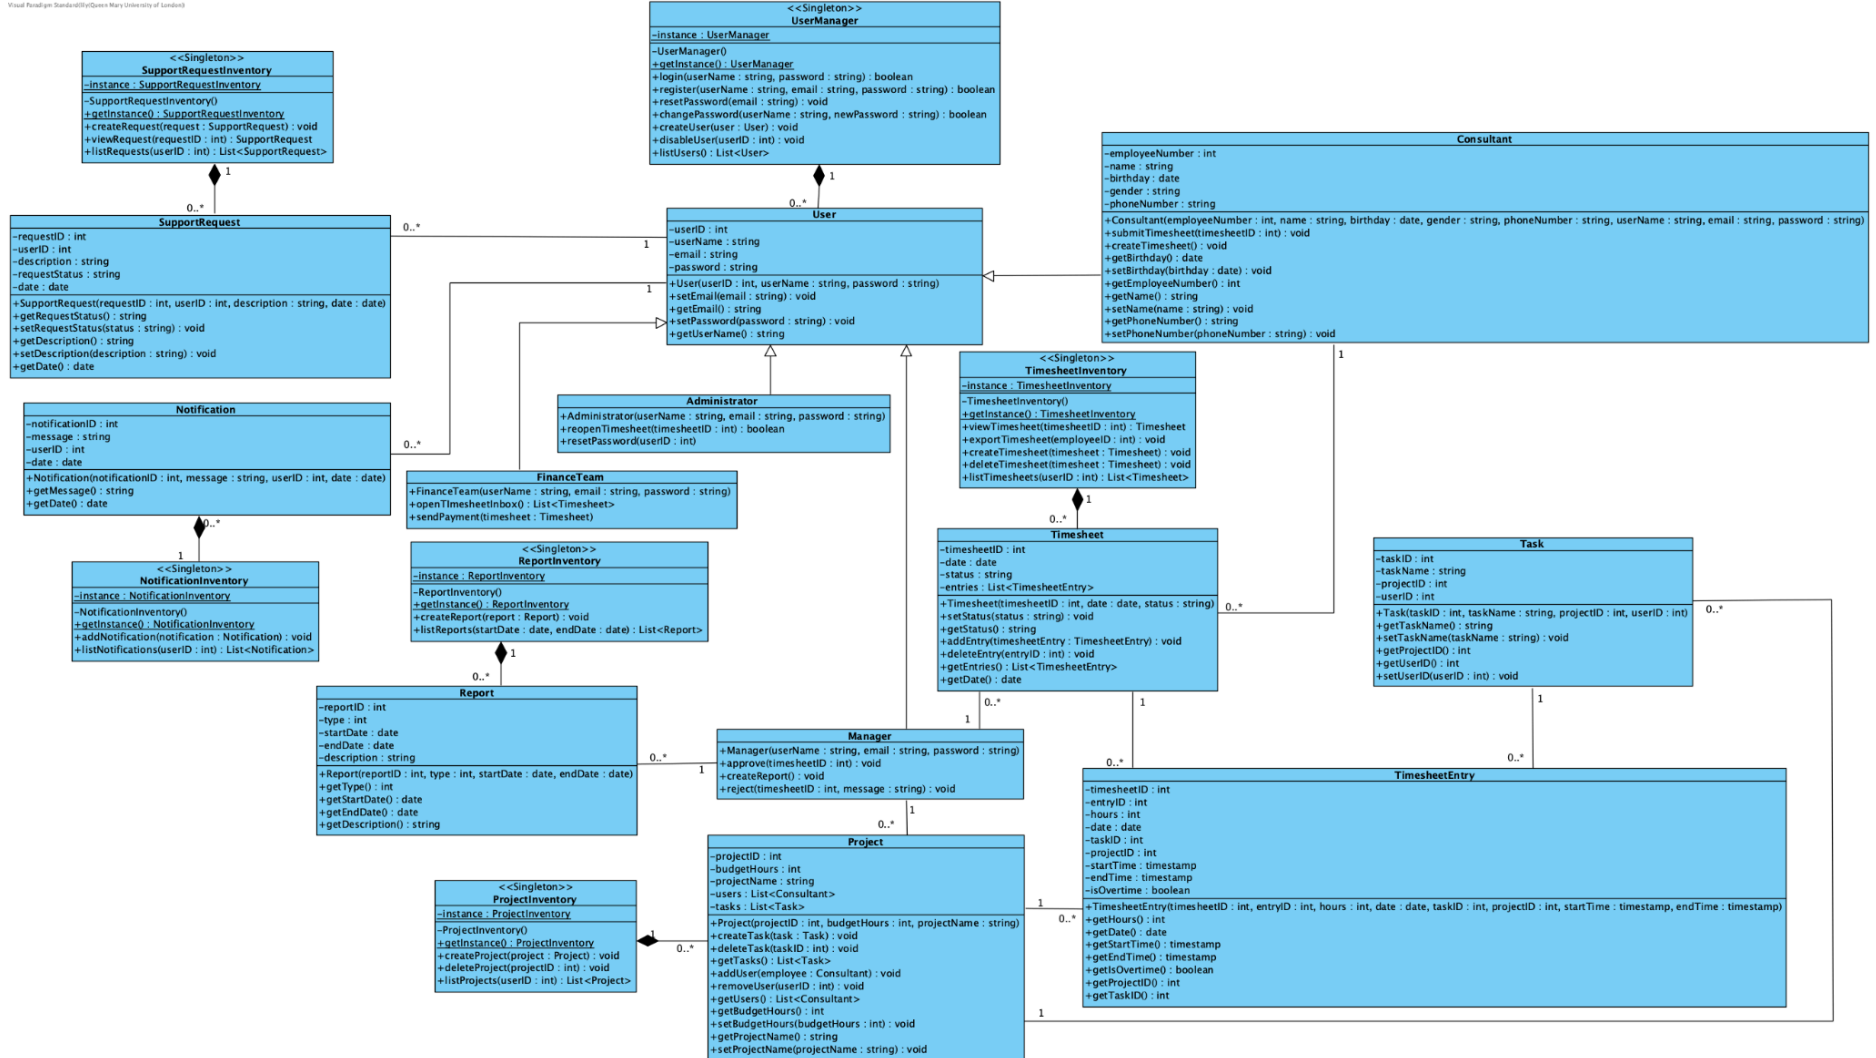 Visual Paradigm Standard(lly(Queen Mary University of London))
<<Singleton>>
SupportRequestInventory
-instance : SupportRequestInventory
-SupportRequestInventory()
+getInstance() : SupportRequestInventory
+createRequest(request : SupportRequest) : void
+viewRequest(requestID : int) : SupportRequest
+listRequests(userID : int) : List<SupportRequest>
1
0..*
<<Singleton>>
UserManager
-instance : UserManager
-UserManager()
+getInstance() : UserManager
+login(userName : string, password : string) : boolean
+register(userName : string, email : string, password : string) : boolean
+resetPassword(email : string) : void
+changePassword(userName : string, newPassword : string) : boolean
+createUser(user : User) : void
+disableUser(userID : int) : void
+listUsers() : List<User>
1
0..*
Consultant
-employeeNumber : int
-name : string
-birthday : date
-gender : string
-phoneNumber : string
+Consultant(employeeNumber : int, name : string, birthday : date, gender : string, phoneNumber : string, userName : string, email : string, password : string)
+submitTimesheet(timesheetID : int) : void
+createTimesheet() : void
+getBirthday() : date
+setBirthday(birthday : date) : void
+getEmployeeNumber() : int
+getName() : string
+setName(name : string) : void
+getPhoneNumber() : string
+setPhoneNumber(phoneNumber : string) : void
1
SupportRequest
-requestID : int
-userID : int
-description : string
-requestStatus : string
-date : date
+SupportRequest(requestID : int, userID : int, description : string, date : date)
+getRequestStatus() : string
+setRequestStatus(status : string) : void
+getDescription() : string
+setDescription(description : string) : void
+getDate() : date
0..*
1
User
-userID : int
-userName : string
-email : string
-password : string
+User(userID : int, userName : string, password : string)
+setEmail(email : string) : void
+getEmail() : string
+setPassword(password : string) : void
+getUserName() : string
1
Administrator
+Administrator(userName : string, email : string, password : string)
+reopenTimesheet(timesheetID : int) : boolean
+resetPassword(userID : int)
<<Singleton>>
TimesheetInventory
-instance : TimesheetInventory
-TimesheetInventory()
+getInstance() : TimesheetInventory
+viewTimesheet(timesheetID : int) : Timesheet
+exportTimesheet(employeeID : int) : void
+createTimesheet(timesheet : Timesheet) : void
+deleteTimesheet(timesheet : Timesheet) : void
+listTimesheets(userID : int) : List<Timesheet>
1
0..*
Notification
-notificationID : int
-message : string
-userID : int
-date : date
+Notification(notificationID : int, message : string, userID : int, date : date)
+getMessage() : string
+getDate() : date
0..*
0..*
1
FinanceTeam
+FinanceTeam(userName : string, email : string, password : string)
+openTImesheetInbox() : List<Timesheet>
+sendPayment(timesheet : Timesheet)
<<Singleton>>
NotificationInventory
-instance : NotificationInventory
-NotificationInventory()
+getInstance() : NotificationInventory
+addNotification(notification : Notification) : void
+listNotifications(userID : int) : List<Notification>
<<Singleton>>
ReportInventory
-instance : ReportInventory
-ReportInventory()
+getInstance() : ReportInventory
+createReport(report : Report) : void
+listReports(startDate : date, endDate : date) : List<Report>
1
0..*
Timesheet
-timesheetID : int
-date : date
-status : string
-entries : List<TimesheetEntry>
+Timesheet(timesheetID : int, date : date, status : string)
+setStatus(status : string) : void
+getStatus() : string
+addEntry(timesheetEntry : TimesheetEntry) : void
+deleteEntry(entryID : int) : void
+getEntries() : List<TimesheetEntry>
+getDate() : date
0..*
0..*
1
1
0..*
Task
-taskID : int
-taskName : string
-projectID : int
-userID : int
+Task(taskID : int, taskName : string, projectID : int, userID : int)
+getTaskName() : string
+setTaskName(taskName : string) : void
+getProjectID() : int
+getUserID() : int
+setUserID(userID : int) : void
0..*
1
0..*
Report
-reportID : int
-type : int
-startDate : date
-endDate : date
-description : string
+Report(reportID : int, type : int, startDate : date, endDate : date)
+getType() : int
+getStartDate() : date
+getEndDate() : date
+getDescription() : string
0..*
1
Manager
+Manager(userName : string, email : string, password : string)
+approve(timesheetID : int) : void
+createReport() : void
+reject(timesheetID : int, message : string) : void
1
0..*
TimesheetEntry
-timesheetID : int
-entryID : int
-hours : int
-date : date
-taskID : int
-projectID : int
-startTime : timestamp
-endTime : timestamp
-isOvertime : boolean
+TimesheetEntry(timesheetID : int, entryID : int, hours : int, date : date, taskID : int, projectID : int, startTime : timestamp, endTime : timestamp)
+getHours() : int
+getDate() : date
+getStartTime() : timestamp
+getEndTime() : timestamp
+getIsOvertime() : boolean
+getProjectID() : int
+getTaskID() : int
<<Singleton>>
ProjectInventory
-instance : ProjectInventory
-ProjectInventory()
+getInstance() : ProjectInventory
+createProject(project : Project) : void
+deleteProject(projectID : int) : void
+listProjects(userID : int) : List<Project>
1
0..*
Project
-projectID : int
-budgetHours : int
-projectName : string
-users : List<Consultant>
-tasks : List<Task>
+Project(projectID : int, budgetHours : int, projectName : string)
+createTask(task : Task) : void
+deleteTask(taskID : int) : void
+getTasks() : List<Task>
+addUser(employee : Consultant) : void
+removeUser(userID : int) : void
+getUsers() : List<Consultant>
+getBudgetHours() : int
+setBudgetHours(budgetHours : int) : void
+getProjectName() : string
+setProjectName(projectName : string) : void
1
0..*
1